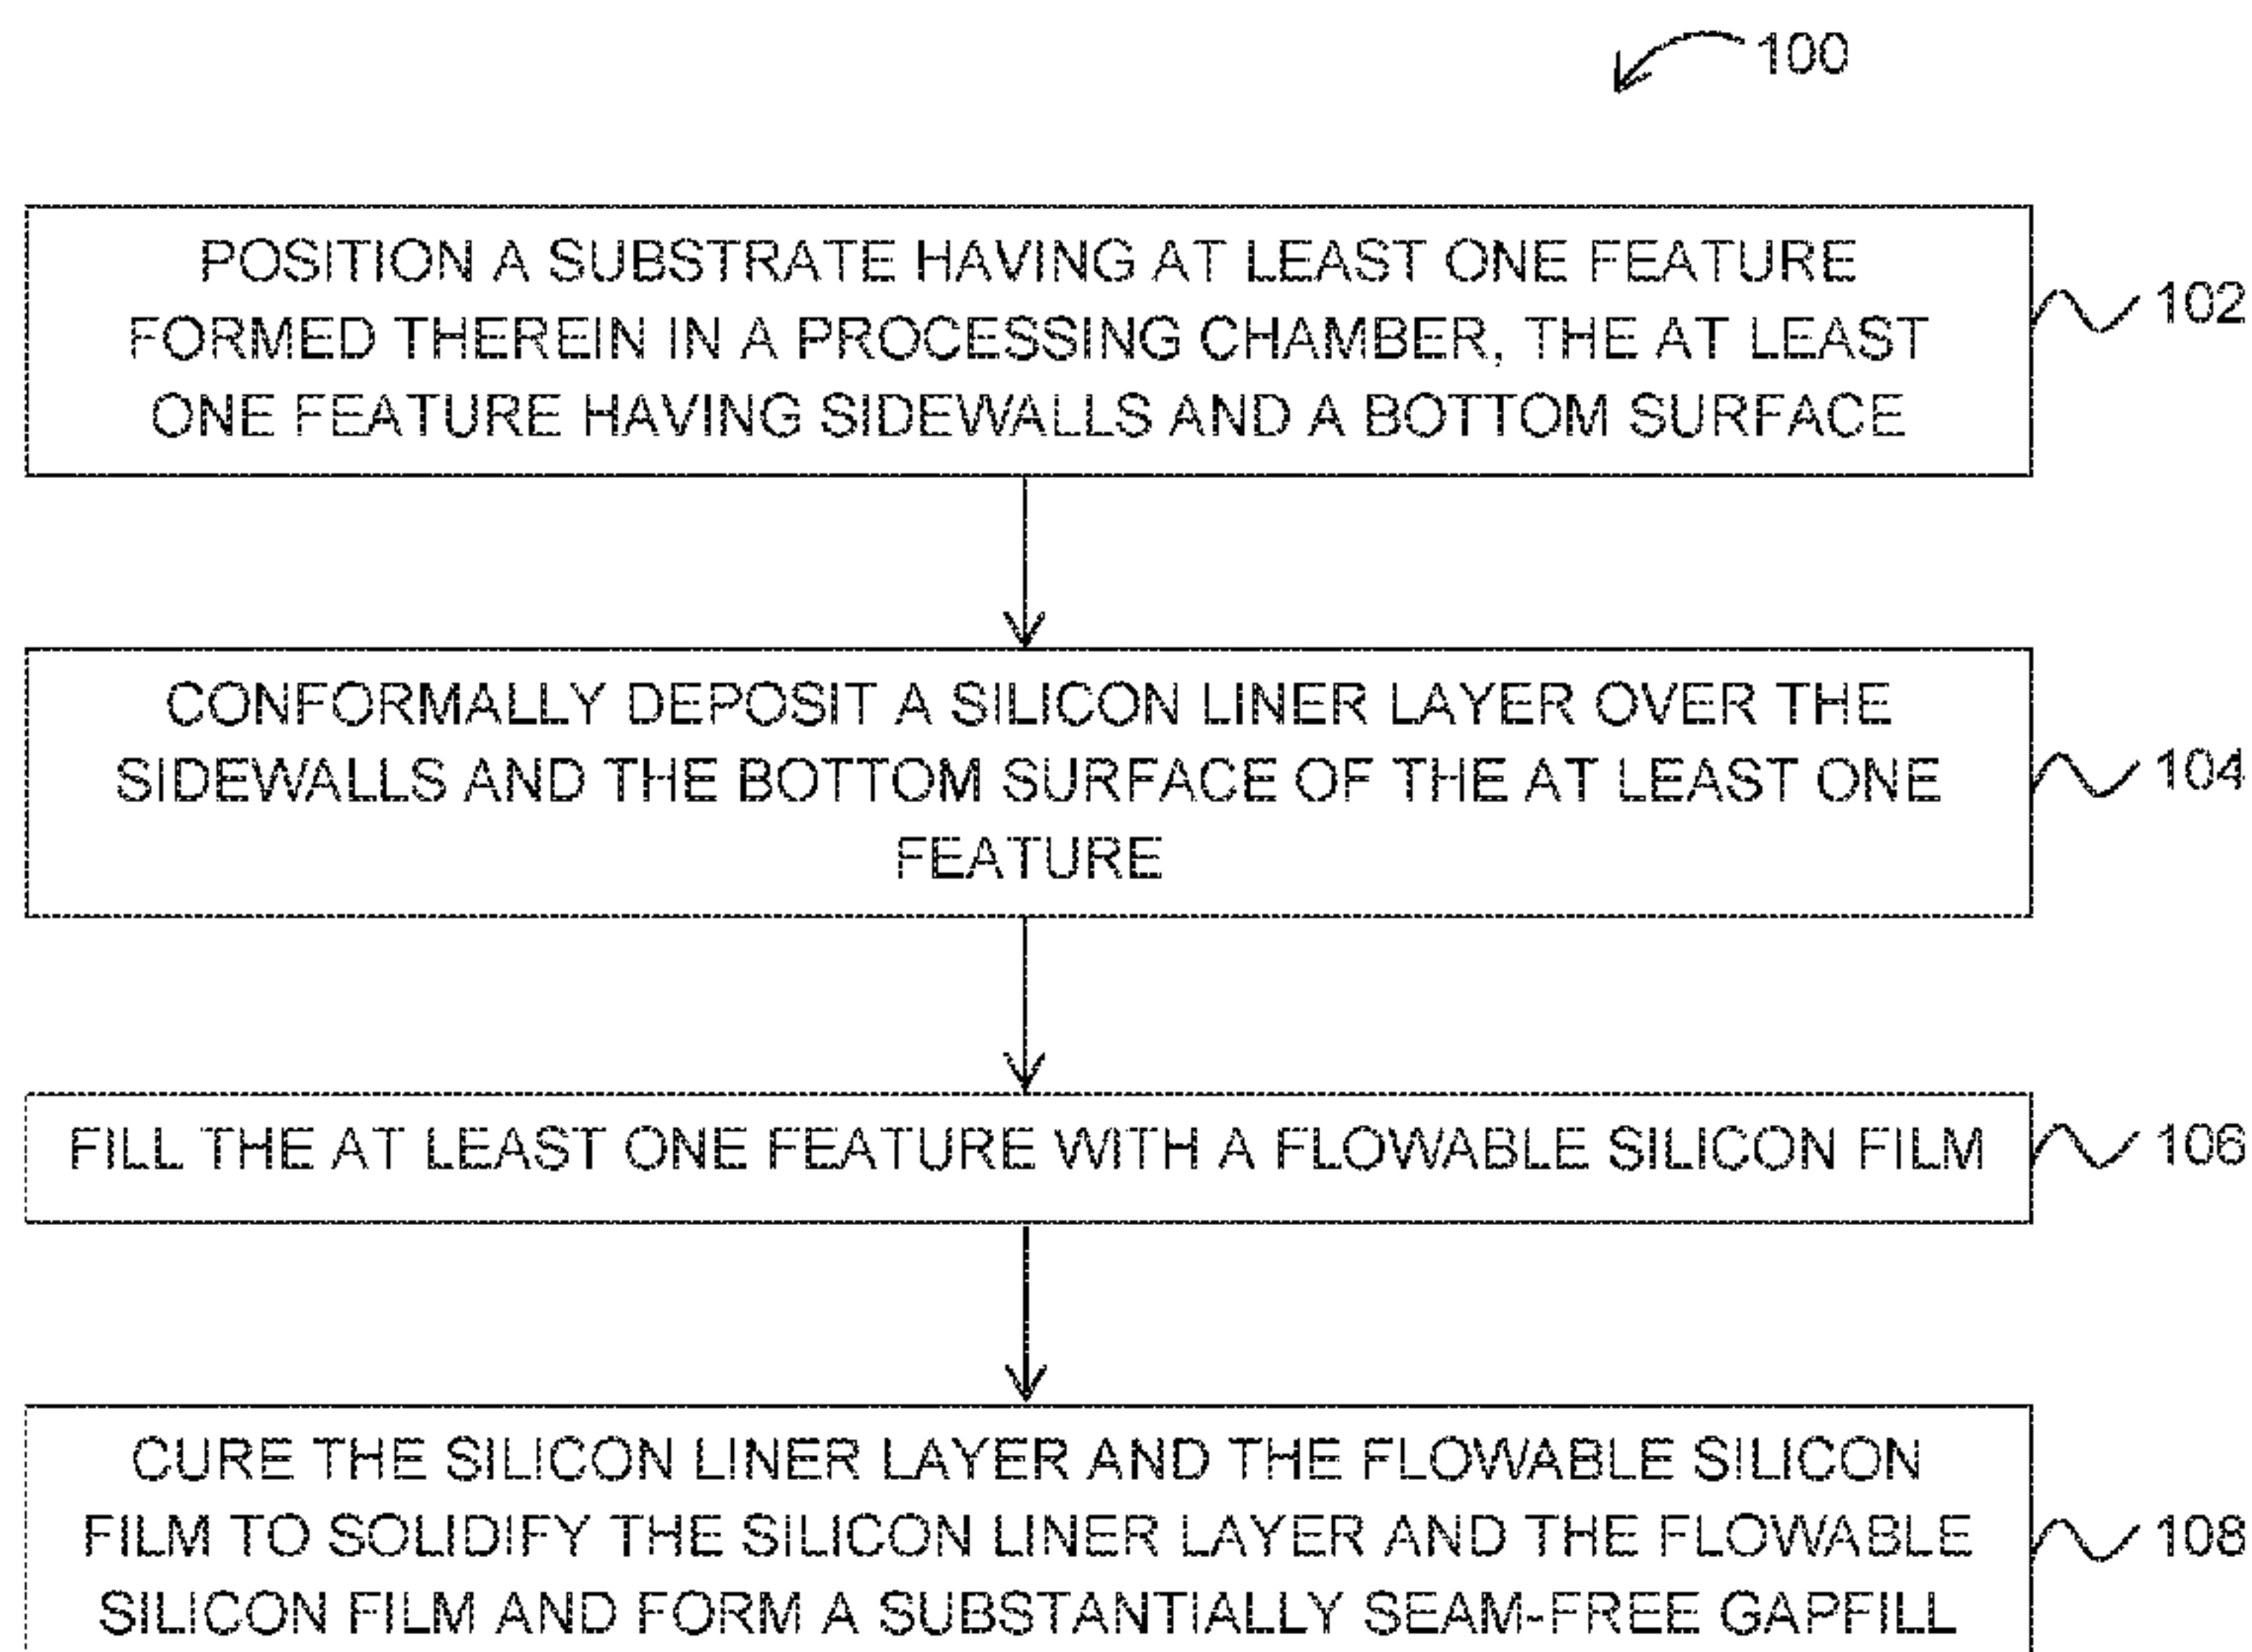 100
POSITION A SUBSTRATE HAVING AT LEAST ONE FEATURE
FORMED THEREIN IN A PROCESSING CHAMBER, THE AT LEAST
ONE FEATURE HAVING SIDEWALLS AND A BOTTOM SURFACE
102
CONFORMALLY DEPOSIT A SILICON LINER LAYER OVER THE
SIDEWALLS AND THE BOTTOM SURFACE OF THE AT LEAST ONE
FEATURE
104
FILL THE AT LEAST ONE FEATURE WITH A FLOWABLE SILICON FILM
106
CURE THE SILICON LINER LAYER AND THE FLOWABLE SILICON
FILM TO SOLIDIFY THE SILICON LINER LAYER AND THE FLOWABLE
SILICON FILM AND FORM A SUBSTANTIALLY SEAM-FREE GAPFILL
108